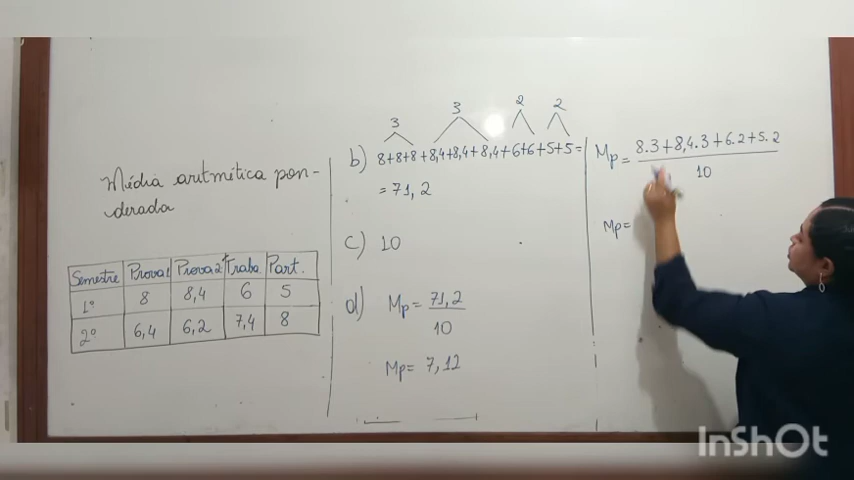 Média aritmética pon-
derada
Semestre Prova 1 Prova 2 Traba. Part.
1º 8 8,4 6 5
2º 6,4 6,2 7,4 8
3 3 2 2
b) 8+8+8+8,4+8,4+8,4+6+6+5+5=
= 71,2
c) 10
d) Mp= 71,2
10
Mp= 7,12
Mp= 8.3+8,4.3+6.2+5.2
10
Mp=
InShOt